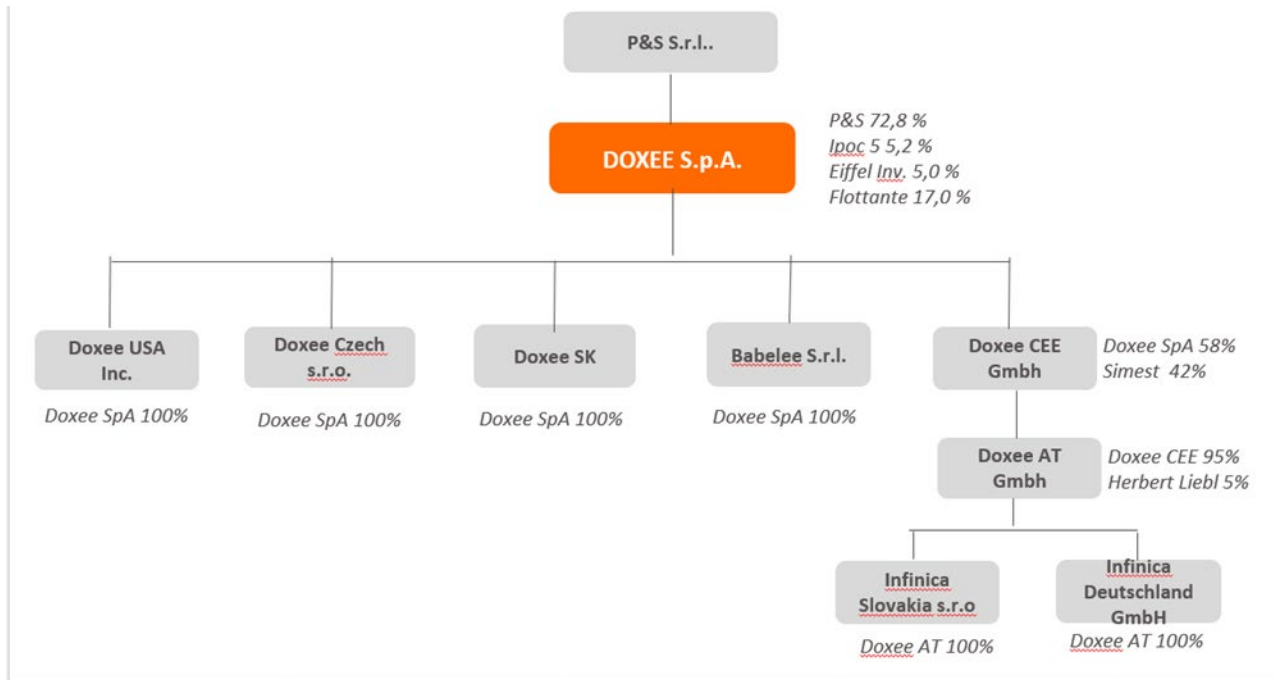 P&S S.r.l..
DOXEE S.p.A.
P&S 72,8 %
Ipoc 5 5,2 %
Eiffel Inv. 5,0 %
Flottante 17,0 %
Doxee USA
Inc.
Doxee SpA 100%
Doxee Czech
s.r.o.
Doxee SpA 100%
Doxee SK
Doxee SpA 100%
Babelee S.r.l.
Doxee SpA 100%
Doxee CEE
Gmbh
Doxee SpA 58%
Simest 42%
Doxee AT
Gmbh
Doxee CEE 95%
Herbert Liebl 5%
Infinica
Slovakia s.r.o
Doxee AT 100%
Infinica
Deutschland
GmbH
Doxee AT 100%